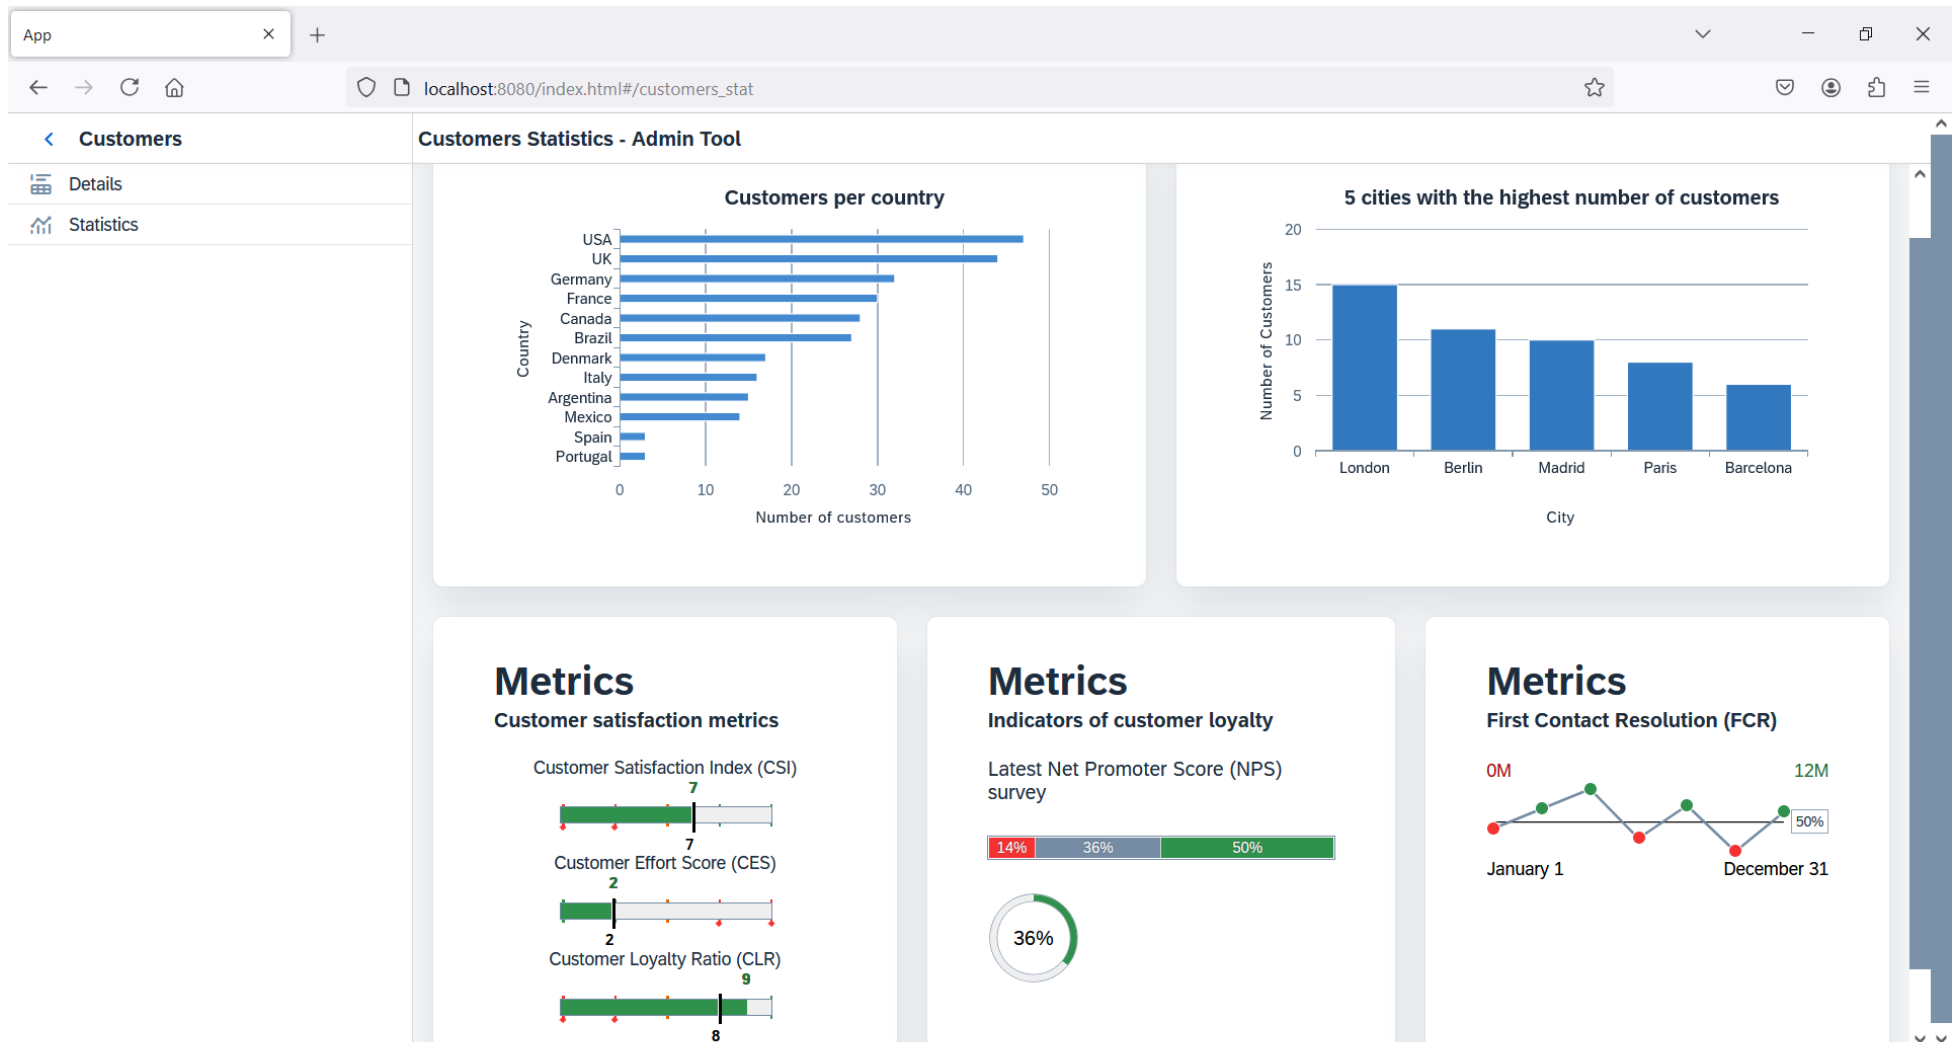 App
localhost:8080/index.html#/customers_stat
Customers
Customers Statistics - Admin Tool
Details
Statistics
Customers per country
Country
USA
UK
Germany
France
Canada
Brazil
Denmark
Italy
Argentina
Mexico
Spain
Portugal
0 10 20 30 40 50
Number of customers
5 cities with the highest number of customers
Number of Customers
20
15
10
5
0
London Berlin Madrid Paris Barcelona
City
Metrics
Customer satisfaction metrics
Customer Satisfaction Index (CSI)
7
7
Customer Effort Score (CES)
2
2
Customer Loyalty Ratio (CLR)
9
8
Metrics
Indicators of customer loyalty
Latest Net Promoter Score (NPS)
survey
14% 36% 50%
36%
Metrics
First Contact Resolution (FCR)
0M 12M
50%
January 1 December 31